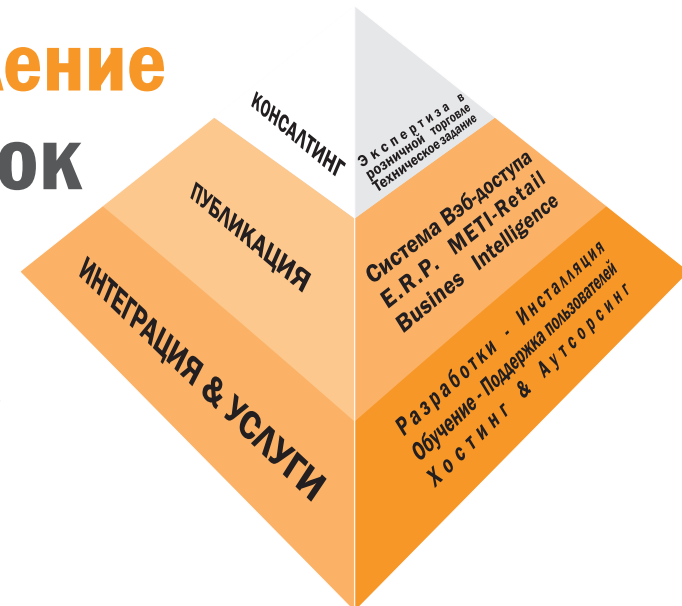 ение
ок
КОНСАЛТИНГ
Экспертиза в
розничной торговле
Техническое задание
ПУБЛИКАЦИЯ
Система Вэб-доступа
E.R.P. METI-Retail
Busines Intelligence
ИНТЕГРАЦИЯ & УСЛУГИ
Разработки - Инсталляция
Обучение - Поддержка пользователей
Хостинг & Аутсорсинг